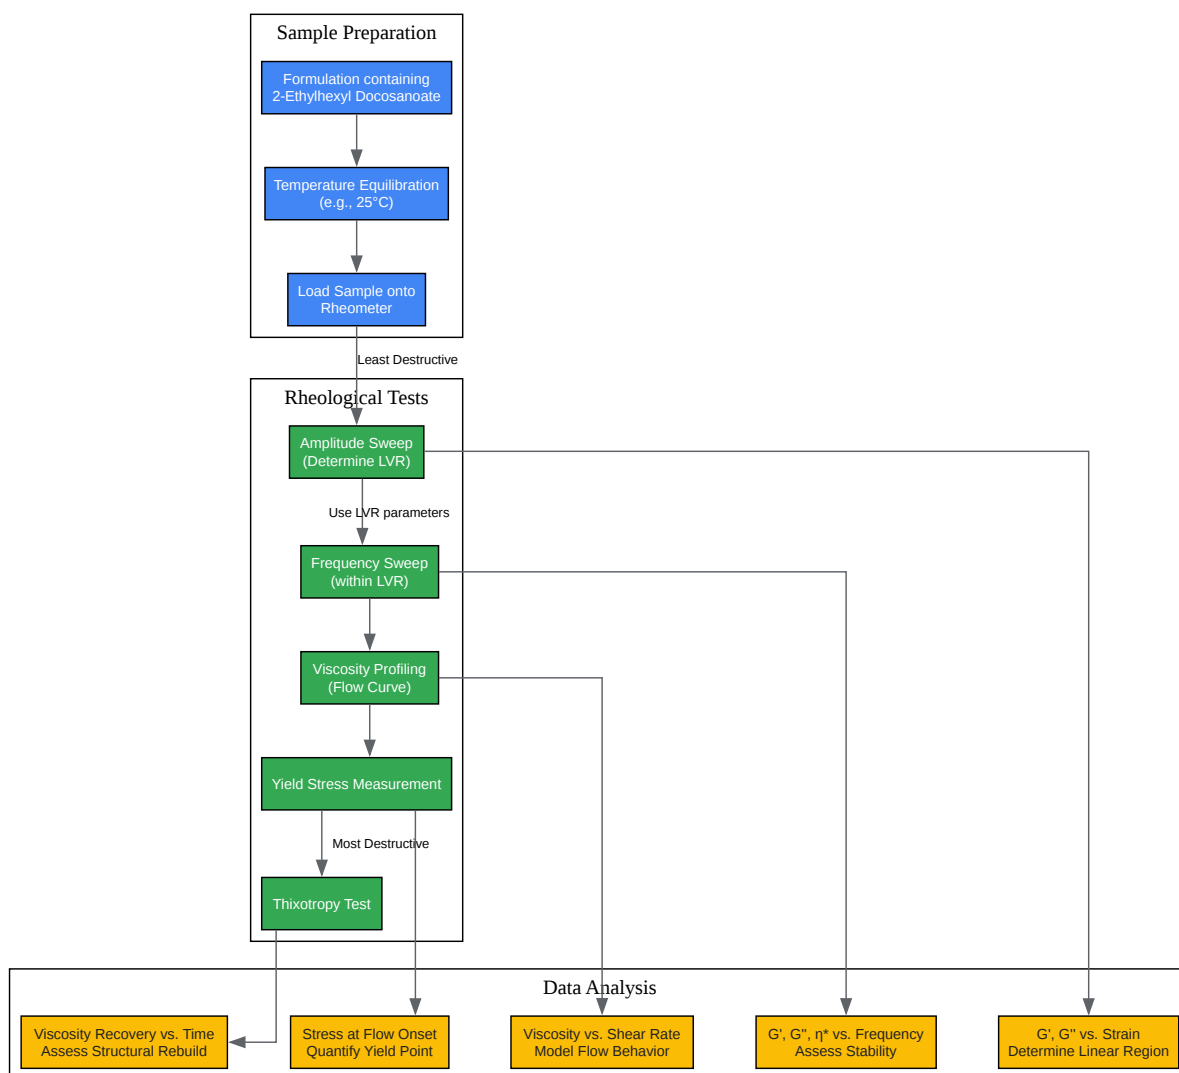 Sample Preparation
Formulation containing
2-Ethylhexyl Docosanoate
Temperature Equilibration
(e.g., 25°C)
Load Sample onto
Rheometer
Least Destructive
Rheological Tests
Amplitude Sweep
(Determine LVR)
Use LVR parameters
Frequency Sweep
(within LVR)
Viscosity Profiling
(Flow Curve)
Yield Stress Measurement
Most Destructive
Thixotropy Test
Data Analysis
Viscosity Recovery vs. Time
Assess Structural Rebuild
Stress at Flow Onset
Quantify Yield Point
Viscosity vs. Shear Rate
Model Flow Behavior
G', G'', η* vs. Frequency
Assess Stability
G', G'' vs. Strain
Determine Linear Region